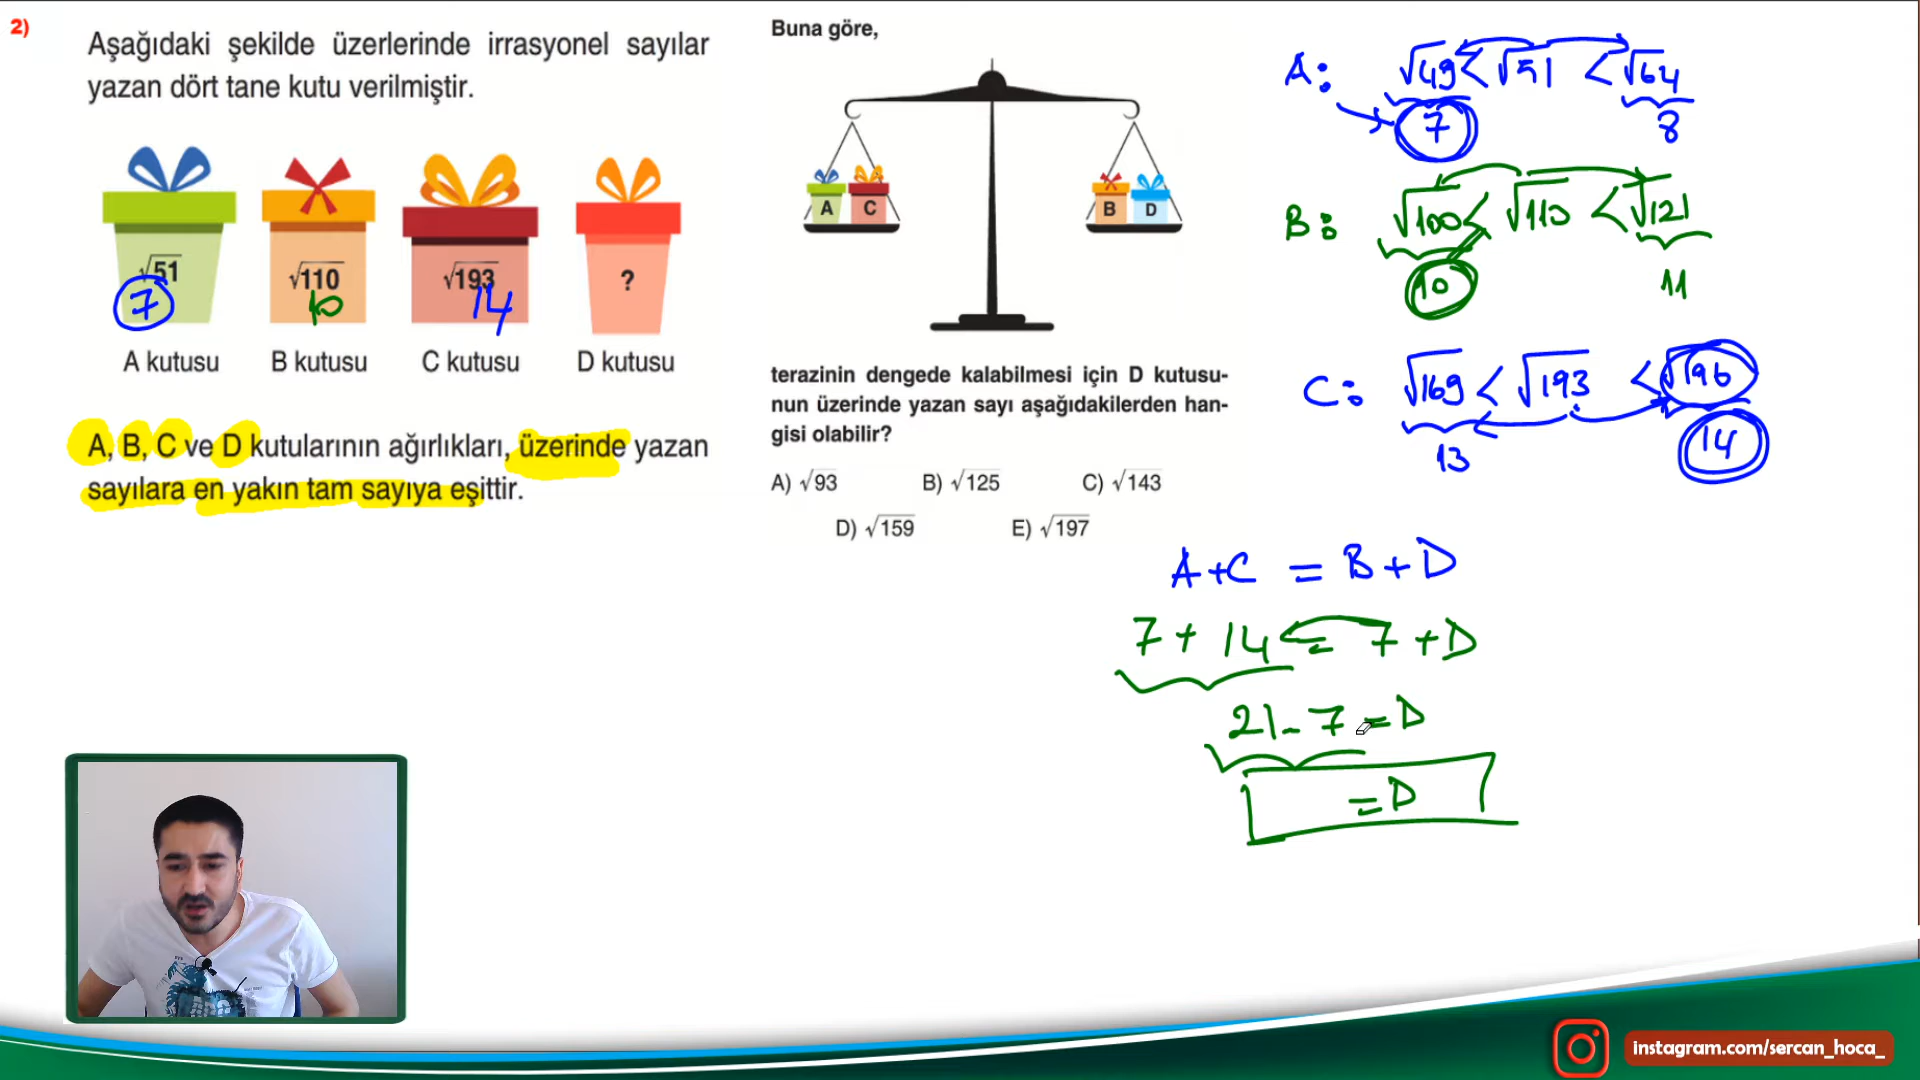 2)
Aşağıdaki şekilde üzerlerinde irrasyonel sayılar
yazan dört tane kutu verilmiştir.
√51
√110
√193
?
7
10
14
A kutusu
B kutusu
C kutusu
D kutusu
A, B, C ve D kutularının ağırlıkları, üzerinde yazan
sayılara en yakın tam sayıya eşittir.
Buna göre,
A
C
B
D
terazinin dengede kalabilmesi için D kutusu-
nun üzerinde yazan sayı aşağıdakilerden han-
gisi olabilir?
A) √93 B) √125 C) √143
D) √159 E) √197
A: √49 < √51 < √64
7 8
B: √100 < √110 < √121
10 11
C: √169 < √193 < √196
13 14
A+C = B+D
7 + 14 = 7 + D
21 - 7 = D
= D
instagram.com/sercan_hoca_